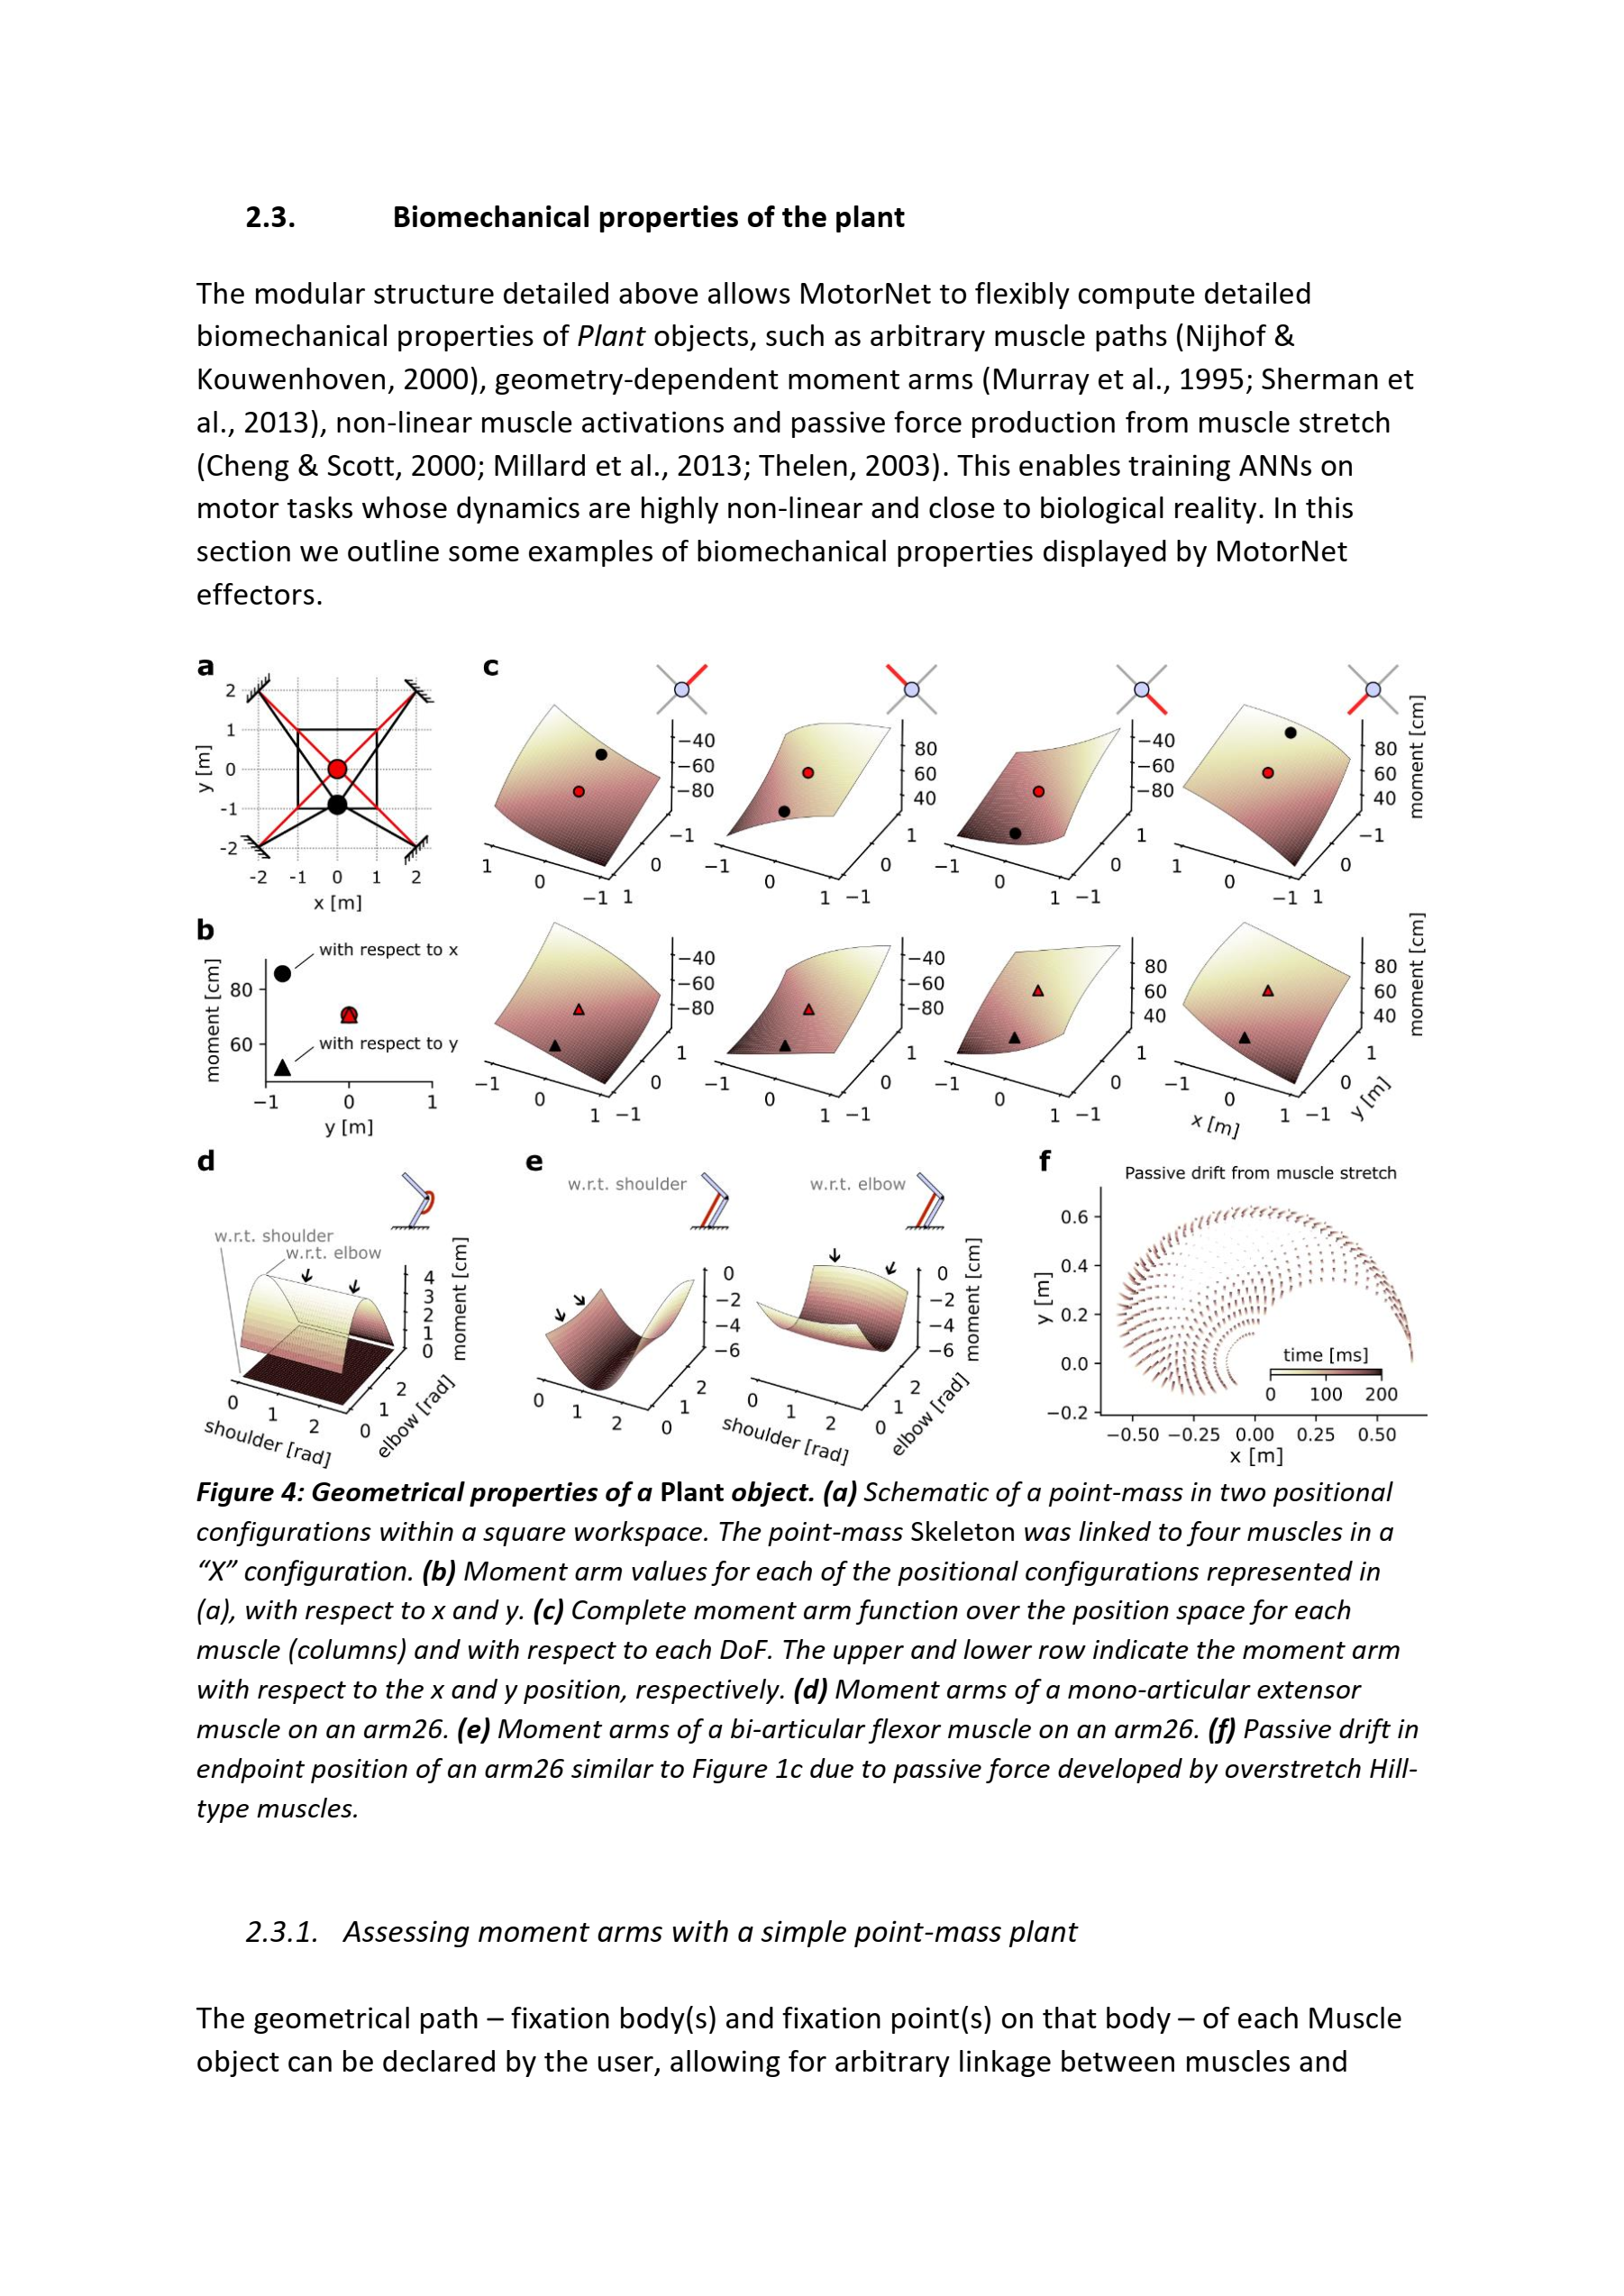 2.3. Biomechanical properties of the plant
The modular structure detailed above allows MotorNet to flexibly compute detailed
biomechanical properties of Plant objects, such as arbitrary muscle paths (Nijhof &
Kouwenhoven, 2000), geometry-dependent moment arms (Murray et al., 1995; Sherman et
al., 2013), non-linear muscle activations and passive force production from muscle stretch
(Cheng & Scott, 2000; Millard et al., 2013; Thelen, 2003). This enables training ANNs on
motor tasks whose dynamics are highly non-linear and close to biological reality. In this
section we outline some examples of biomechanical properties displayed by MotorNet
effectors.
a
2
1
0
-1
-2
y [m]
-2 -1 0 1 2
x [m]
b
with respect to x
80
60
moment [cm]
with respect to y
−1 0 1
y [m]
c
−40
−60
−80
1 0 −1
1 0 −1
80
60
40
−1 0 1
−1 0 1
−40
−60
−80
−1 0 1
−1 0 1
80
60
40
moment [cm]
1 0 −1
1 0 −1
−40
−60
−80
−1 0 1
−1 0 1
−40
−60
−80
−1 0 1
−1 0 1
80
60
40
−1 0 1
−1 0 1
80
60
40
moment [cm]
−1 0 1
x [m]
−1 0 1
y [m]
d
w.r.t. shoulder
w.r.t. elbow
4
3
2
1
0
moment [cm]
0 1 2
shoulder [rad]
0 1 2
elbow [rad]
e
w.r.t. shoulder
0
−2
−4
−6
0 1 2
0 1 2
w.r.t. elbow
0
−2
−4
−6
moment [cm]
0 1 2
shoulder [rad]
0 1 2
elbow [rad]
f
Passive drift from muscle stretch
0.6
0.4
0.2
0.0
−0.2
y [m]
time [ms]
0 100 200
−0.50 −0.25 0.00 0.25 0.50
x [m]
Figure 4: Geometrical properties of a Plant object. (a) Schematic of a point-mass in two positional
configurations within a square workspace. The point-mass Skeleton was linked to four muscles in a
“X” configuration. (b) Moment arm values for each of the positional configurations represented in
(a), with respect to x and y. (c) Complete moment arm function over the position space for each
muscle (columns) and with respect to each DoF. The upper and lower row indicate the moment arm
with respect to the x and y position, respectively. (d) Moment arms of a mono-articular extensor
muscle on an arm26. (e) Moment arms of a bi-articular flexor muscle on an arm26. (f) Passive drift in
endpoint position of an arm26 similar to Figure 1c due to passive force developed by overstretch Hill-
type muscles.
2.3.1. Assessing moment arms with a simple point-mass plant
The geometrical path – fixation body(s) and fixation point(s) on that body – of each Muscle
object can be declared by the user, allowing for arbitrary linkage between muscles and